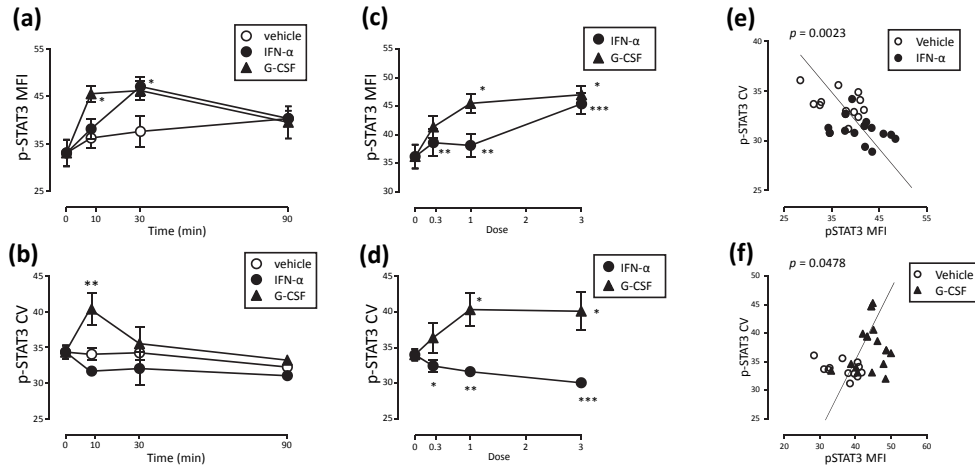 (a)
vehicle
IFN-α
G-CSF
p-STAT3 MFI
55
45
35
25
*
*
0
10
30
90
Time (min)
(c)
IFN-α
G-CSF
p-STAT3 MFI
55
50
45
40
35
30
25
*
*
**
**
***
0
0.3
1
2
3
Dose
(e)
p = 0.0023
Vehicle
IFN-α
p-STAT3 CV
40
35
30
25
25
35
45
55
pSTAT3 MFI
(b)
vehicle
IFN-α
G-CSF
p-STAT3 CV
45
40
35
30
25
**
0
10
30
90
Time (min)
(d)
IFN-α
G-CSF
p-STAT3 CV
45
40
35
30
25
*
*
*
**
***
0
0.3
1
2
3
Dose
(f)
p = 0.0478
Vehicle
G-CSF
p-STAT3 CV
50
45
40
35
30
25
20
30
40
50
60
pSTAT3 MFI